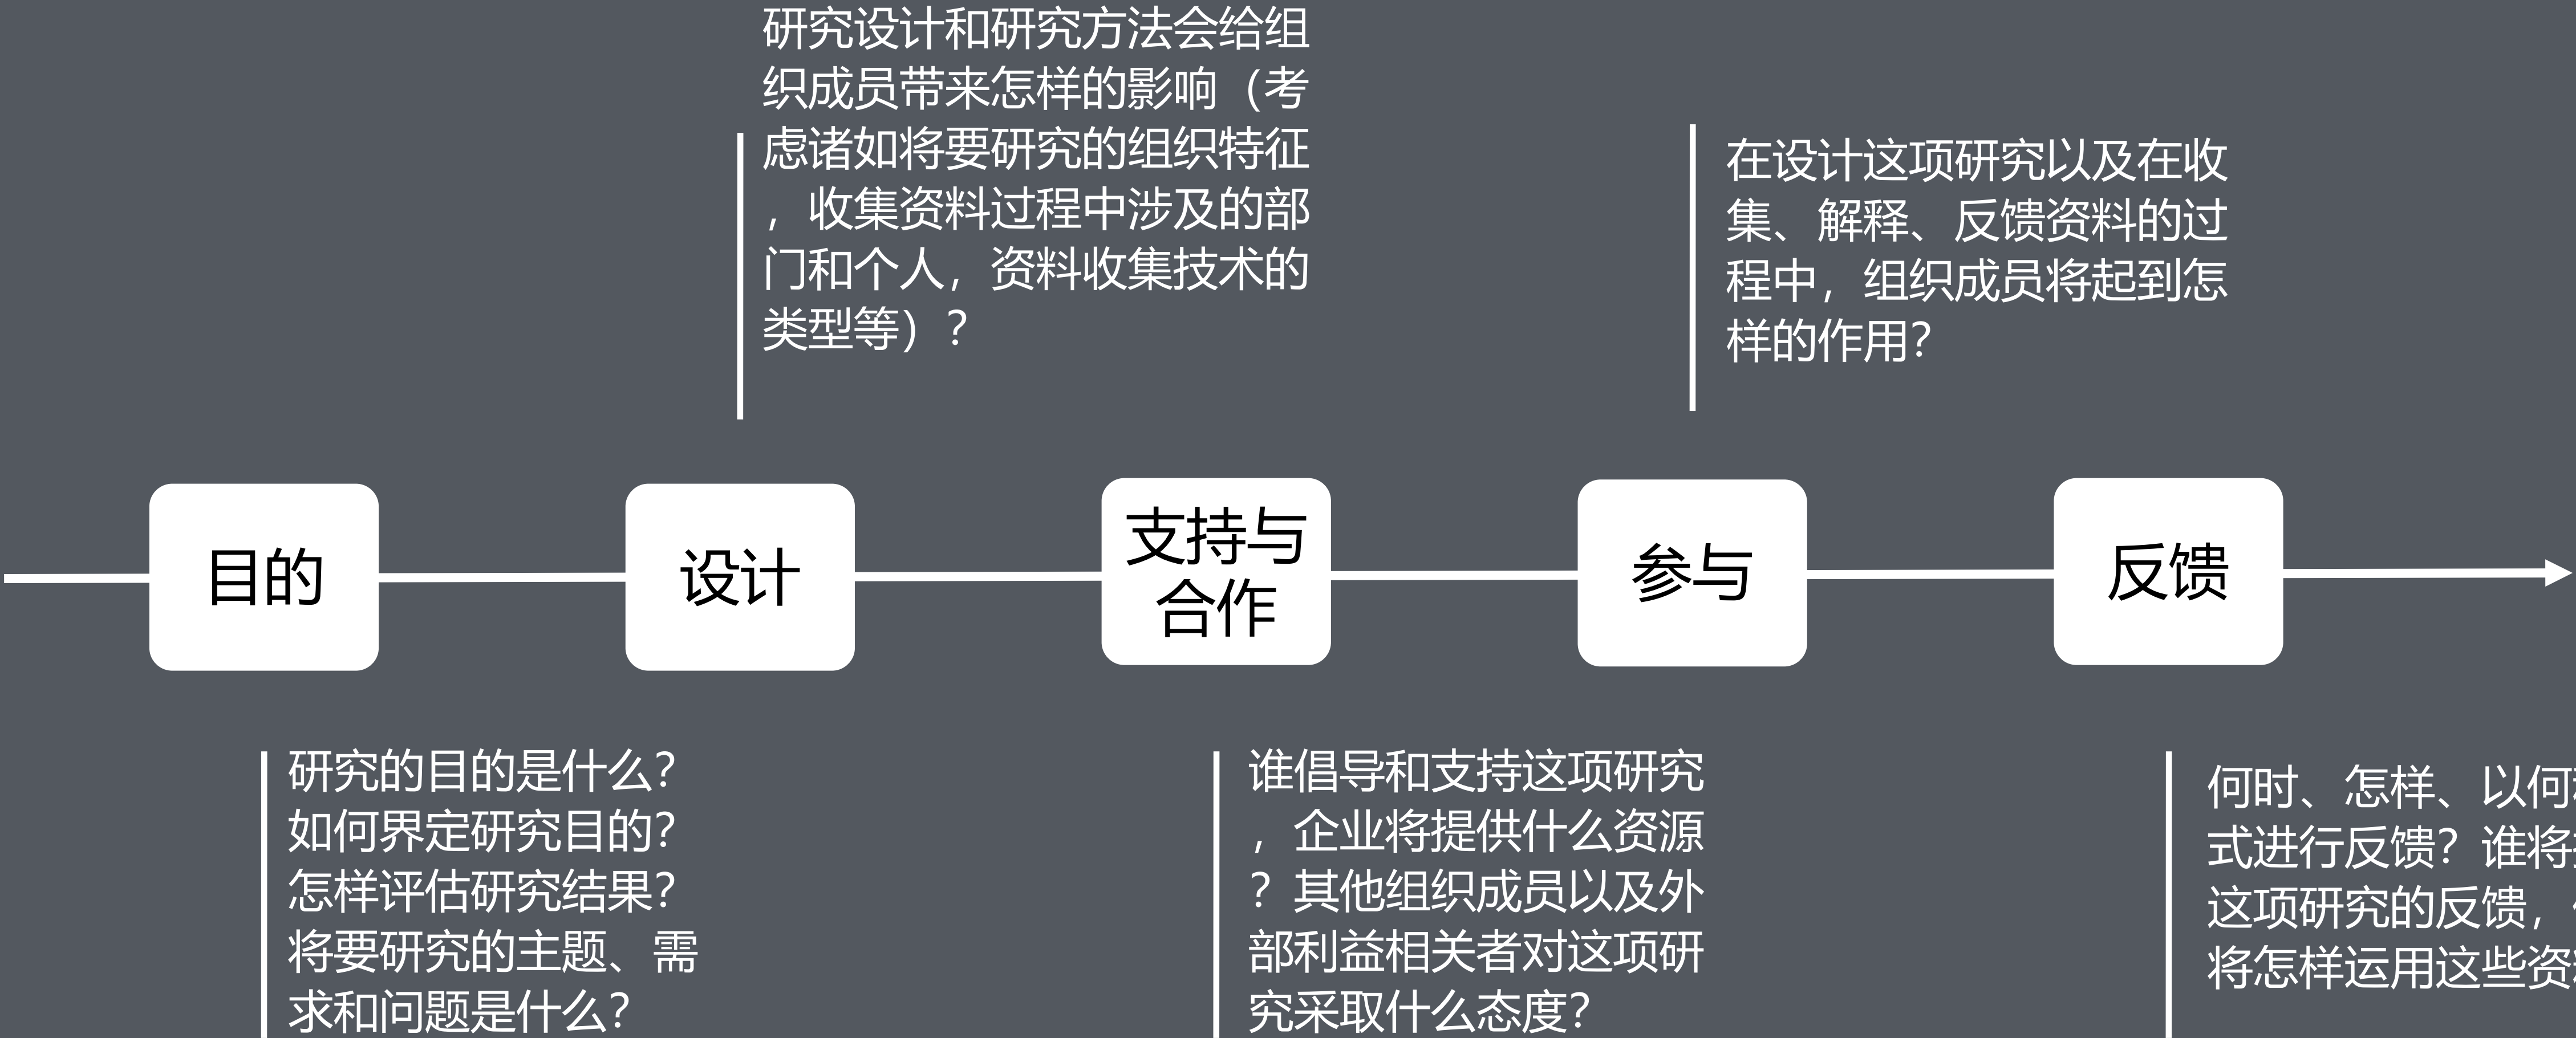 研究设计和研究方法会给组
织成员带来怎样的影响（考
虑诸如将要研究的组织特征
，收集资料过程中涉及的部
门和个人，资料收集技术的
类型等）？
在设计这项研究以及在收
集、解释、反馈资料的过
程中，组织成员将起到怎
样的作用？
目的
设计
支持与
合作
参与
反馈
研究的目的是什么？
如何界定研究目的？
怎样评估研究结果？
将要研究的主题、需
求和问题是什么？
谁倡导和支持这项研究
，企业将提供什么资源
？其他组织成员以及外
部利益相关者对这项研
究采取什么态度？
何时、怎样、以何
式进行反馈？谁将
这项研究的反馈，
将怎样运用这些资